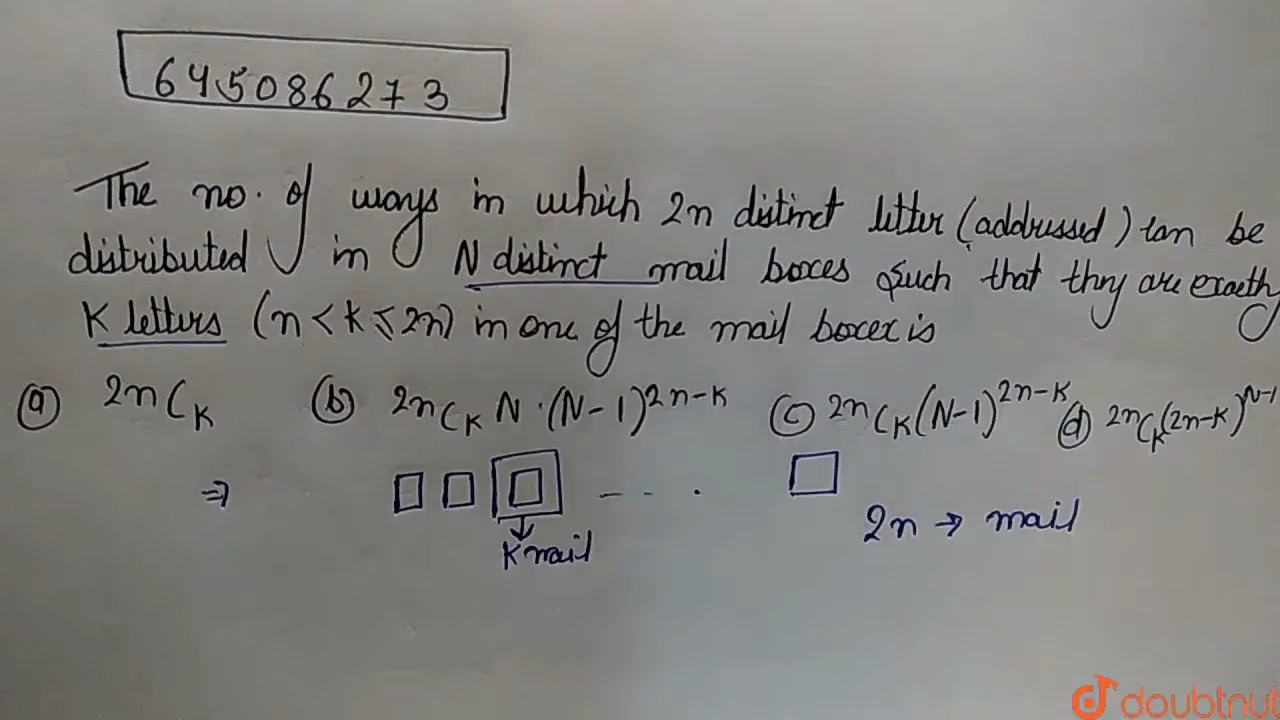 645086273
The no. of ways in which 2n distinct letter (addressed) can be
distributed in N distinct mail boxes such that they are exactly
K letters (n < k ≤ 2n) in one of the mail boxes is
(a) 2nCK (b) 2nCK N·(N-1)^2n-K (c) 2nCK(N-1)^2n-K (d) 2nCK(2n-K)^N-1
⇒ - - .
2n → mail
K mail
doubtnut